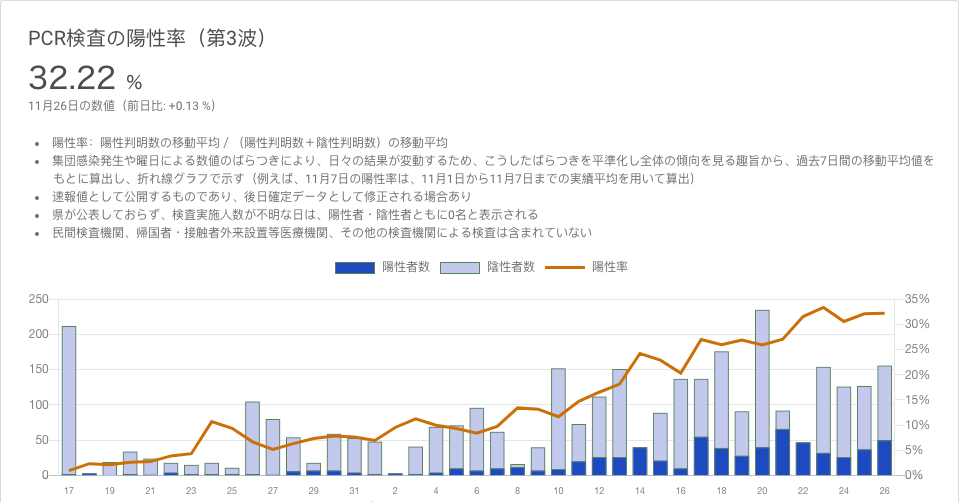 PCR検査の陽性率（第3波）
32.22 %
11月26日の数値（前日比: +0.13 %）
• 陽性率：陽性判明数の移動平均 / （陽性判明数＋陰性判明数）の移動平均
• 集団感染発生や曜日による数値のばらつきにより、日々の結果が変動するため、こうしたばらつきを平準化し全体の傾向を見る趣旨から、過去7日間の移動平均値を
もとに算出し、折れ線グラフで示す（例えば、11月7日の陽性率は、11月1日から11月7日までの実績平均を用いて算出）
• 速報値として公開するものであり、後日確定データとして修正される場合あり
• 県が公表しておらず、検査実施人数が不明な日は、陽性者・陰性者ともに0名と表示される
• 民間検査機関、帰国者・接触者外来設置等医療機関、その他の検査機関による検査は含まれていない
陽性者数 陰性者数 陽性率
250 35%
30%
200
25%
150 20%
15%
100
10%
50
5%
0 0%
17 19 21 23 25 27 29 31 2 4 6 8 10 12 14 16 18 20 22 24 26